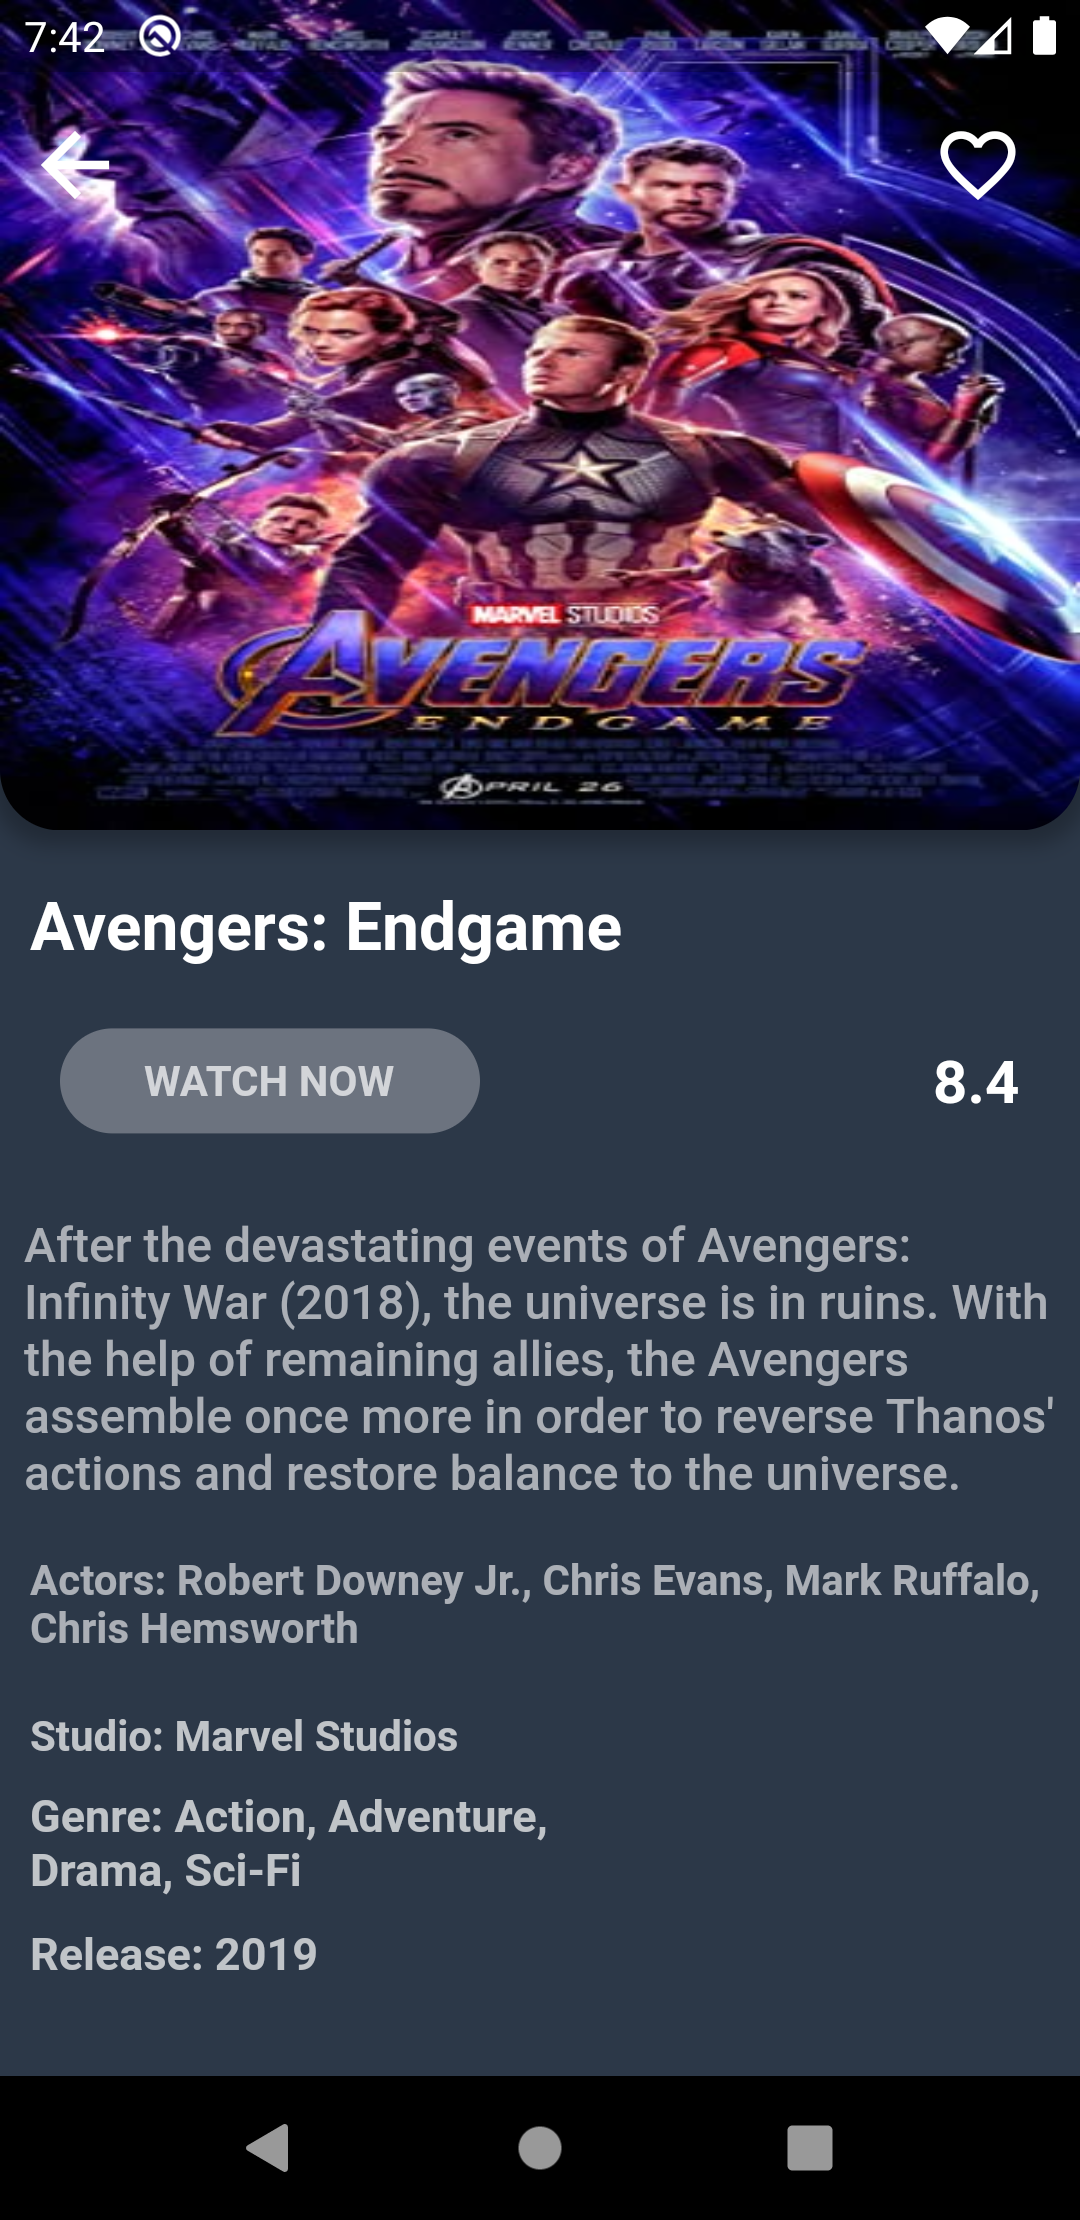 7:42
MARVEL STUDIOS
AVENGERS
ENDGAME
APRIL 26
Avengers: Endgame
WATCH NOW
8.4
After the devastating events of Avengers:
Infinity War (2018), the universe is in ruins. With
the help of remaining allies, the Avengers
assemble once more in order to reverse Thanos'
actions and restore balance to the universe.
Actors: Robert Downey Jr., Chris Evans, Mark Ruffalo,
Chris Hemsworth
Studio: Marvel Studios
Genre: Action, Adventure,
Drama, Sci-Fi
Release: 2019